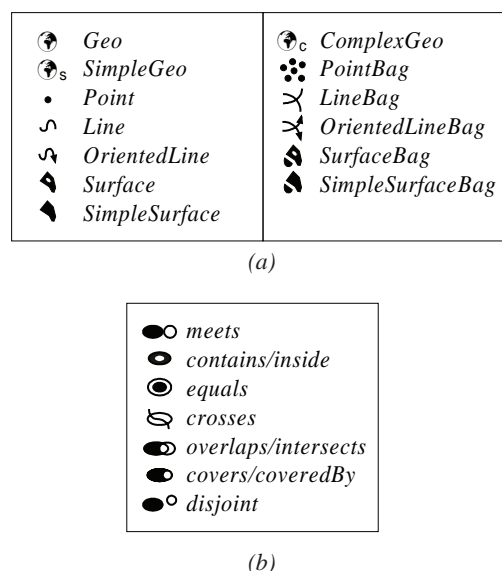 Geo
s SimpleGeo
Point
Line
OrientedLine
Surface
SimpleSurface
c ComplexGeo
PointBag
LineBag
OrientedLineBag
SurfaceBag
SimpleSurfaceBag
(a)
meets
contains/inside
equals
crosses
overlaps/intersects
covers/coveredBy
disjoint
(b)